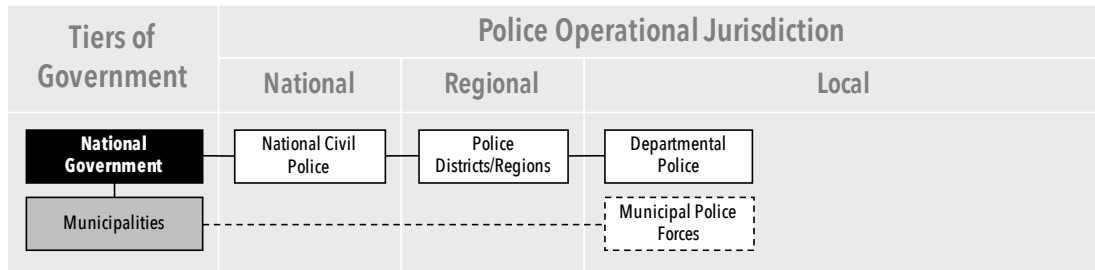 Tiers of
Government
Police Operational Jurisdiction
National
Regional
Local
National
Government
National Civil
Police
Police
Districts/Regions
Departmental
Police
Municipalities
Municipal Police
Forces